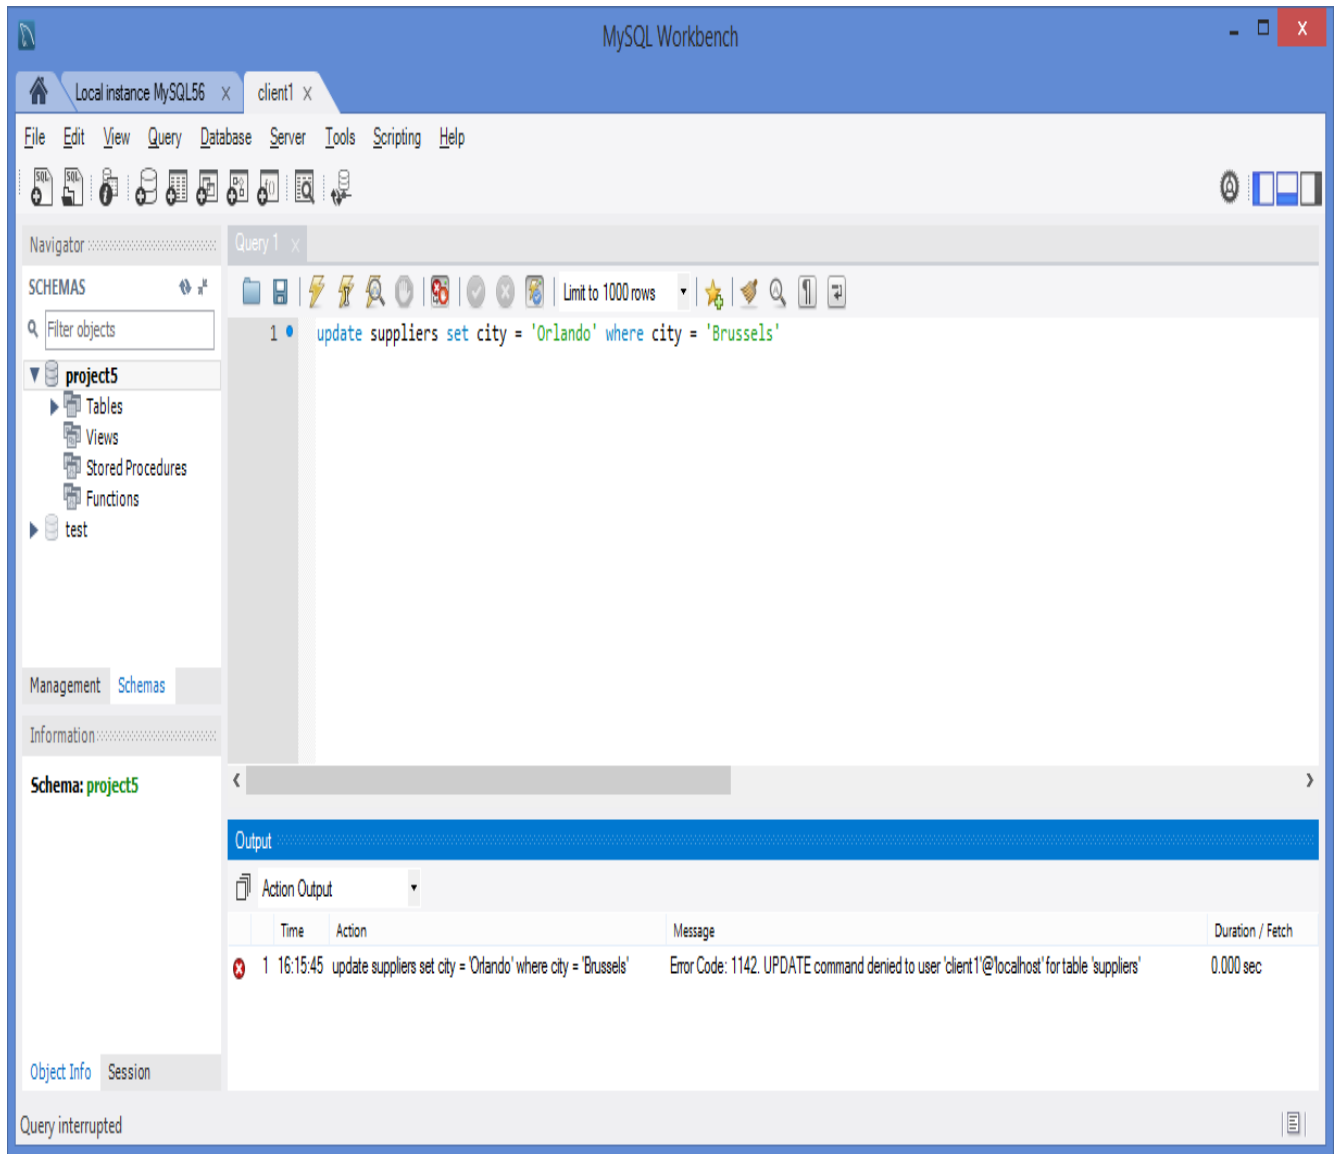 MySQL Workbench
Local instance MySQL56 x client1 x
File Edit View Query Database Server Tools Scripting Help
Navigator
Query 1 x
SCHEMAS
Limit to 1000 rows
Filter objects
1 update suppliers set city = 'Orlando' where city = 'Brussels'
project5
Tables
Views
Stored Procedures
Functions
test
Management Schemas
Information
Schema: project5
Output
Action Output
Time Action Message Duration / Fetch
1 16:15:45 update suppliers set city = 'Orlando' where city = 'Brussels' Error Code: 1142. UPDATE command denied to user 'client1'@'localhost' for table 'suppliers' 0.000 sec
Object Info Session
Query interrupted